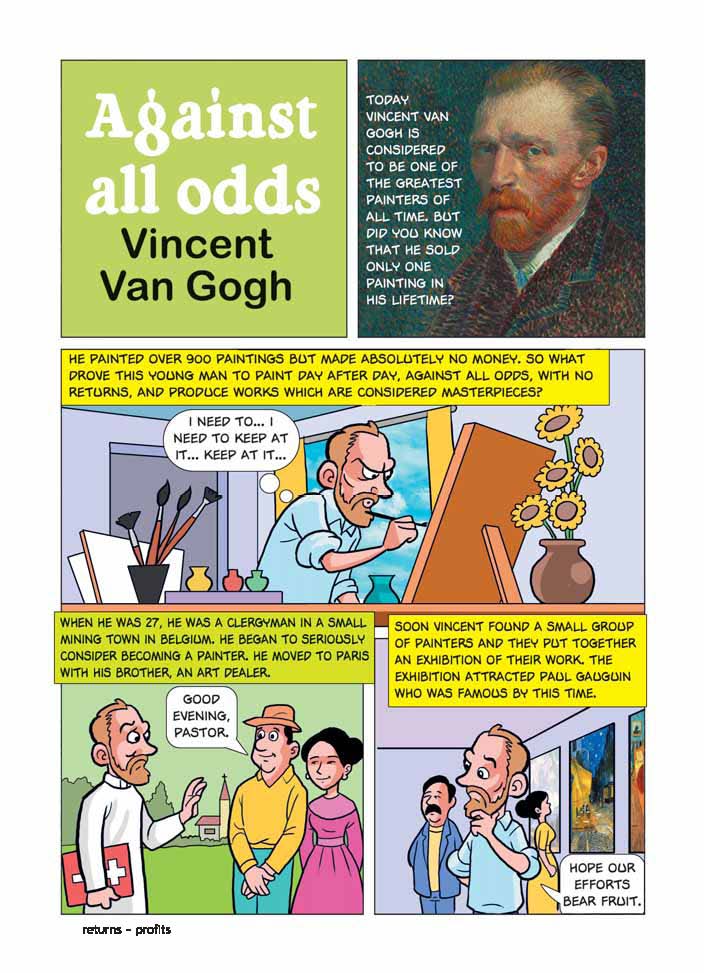 Against
all odds
Vincent
Van Gogh
TODAY
VINCENT VAN
GOGH IS
CONSIDERED
TO BE ONE OF
THE GREATEST
PAINTERS OF
ALL TIME. BUT
DID YOU KNOW
THAT HE SOLD
ONLY ONE
PAINTING IN
HIS LIFETIME?
HE PAINTED OVER 900 PAINTINGS BUT MADE ABSOLUTELY NO MONEY. SO WHAT
DROVE THIS YOUNG MAN TO PAINT DAY AFTER DAY, AGAINST ALL ODDS, WITH NO
RETURNS, AND PRODUCE WORKS WHICH ARE CONSIDERED MASTERPIECES?
I NEED TO... I
NEED TO KEEP AT
IT... KEEP AT IT...
WHEN HE WAS 27, HE WAS A CLERGYMAN IN A SMALL
MINING TOWN IN BELGIUM. HE BEGAN TO SERIOUSLY
CONSIDER BECOMING A PAINTER. HE MOVED TO PARIS
WITH HIS BROTHER, AN ART DEALER.
GOOD
EVENING,
PASTOR.
SOON VINCENT FOUND A SMALL GROUP
OF PAINTERS AND THEY PUT TOGETHER
AN EXHIBITION OF THEIR WORK. THE
EXHIBITION ATTRACTED PAUL GAUGUIN
WHO WAS FAMOUS BY THIS TIME.
HOPE OUR
EFFORTS
BEAR FRUIT.
returns - profits